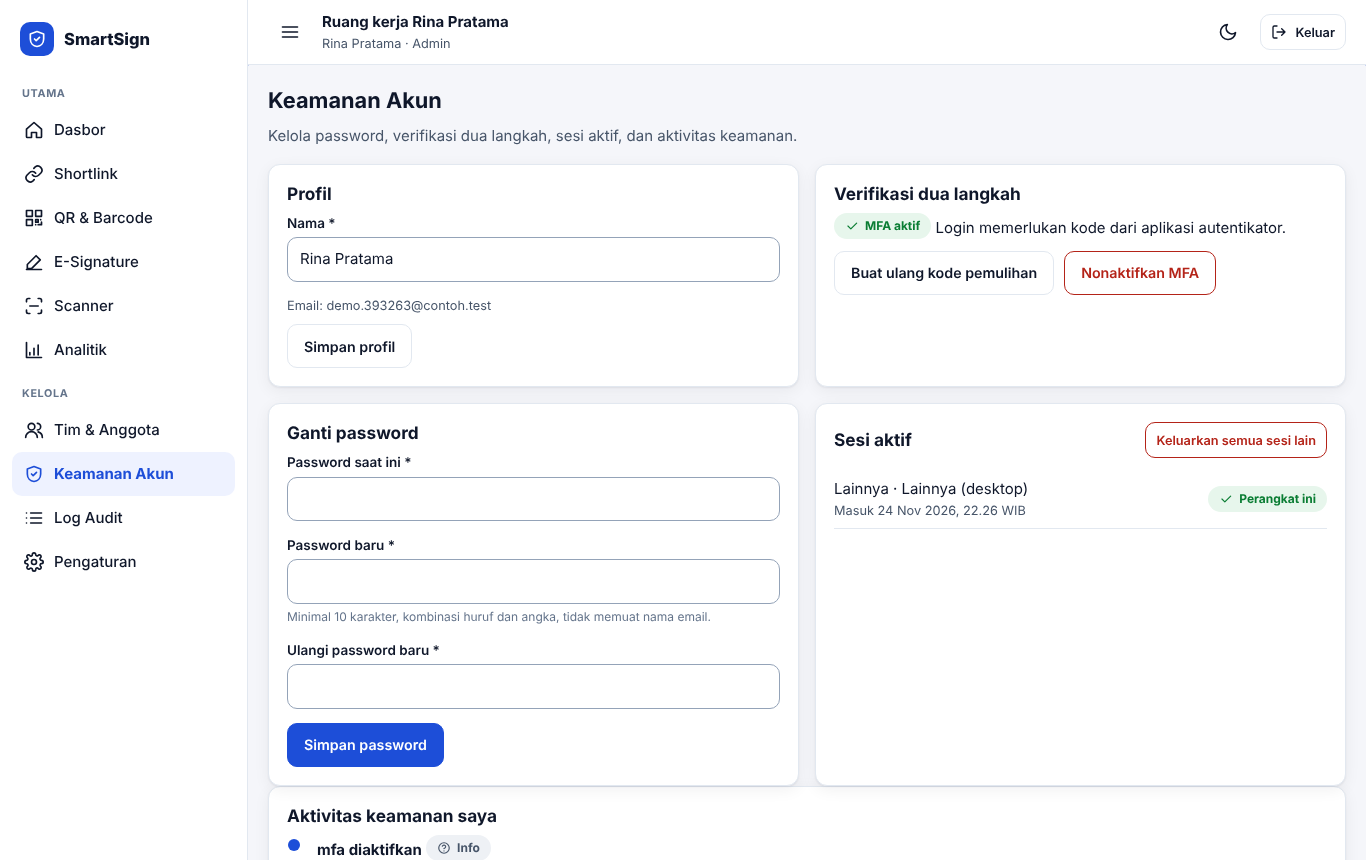 SmartSign
UTAMA
Dasbor
Shortlink
QR & Barcode
E-Signature
Scanner
Analitik
KELOLA
Tim & Anggota
Keamanan Akun
Log Audit
Pengaturan
Ruang kerja Rina Pratama
Rina Pratama · Admin
Keluar
Keamanan Akun
Kelola password, verifikasi dua langkah, sesi aktif, dan aktivitas keamanan.
Profil
Nama *
Rina Pratama
Email: demo.393263@contoh.test
Simpan profil
Verifikasi dua langkah
MFA aktif Login memerlukan kode dari aplikasi autentikator.
Buat ulang kode pemulihan Nonaktifkan MFA
Ganti password
Password saat ini *
Password baru *
Minimal 10 karakter, kombinasi huruf dan angka, tidak memuat nama email.
Ulangi password baru *
Simpan password
Sesi aktif Keluarkan semua sesi lain
Lainnya · Lainnya (desktop)
Masuk 24 Nov 2026, 22.26 WIB
Perangkat ini
Aktivitas keamanan saya
mfa diaktifkan Info